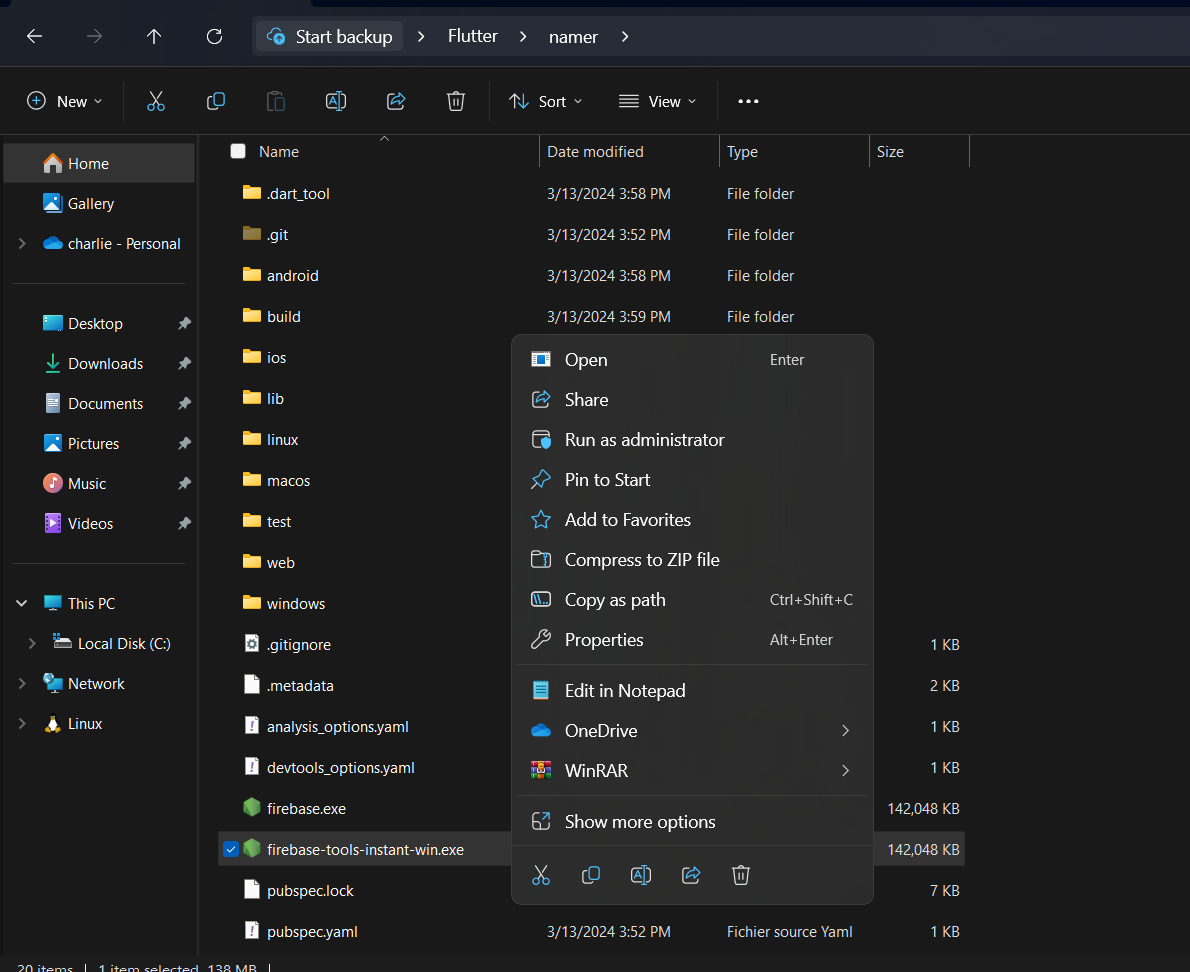 Start backup > Flutter > namer >
New Sort View •••
Name Date modified Type Size
Home
Gallery
charlie - Personal
Desktop
Downloads
Documents
Pictures
Music
Videos
This PC
Local Disk (C:)
Network
Linux
.dart_tool 3/13/2024 3:58 PM File folder
.git 3/13/2024 3:52 PM File folder
android 3/13/2024 3:58 PM File folder
build 3/13/2024 3:59 PM File folder
ios
lib
linux
macos
test
web
windows
.gitignore 1 KB
.metadata 2 KB
analysis_options.yaml 1 KB
devtools_options.yaml 1 KB
firebase.exe 142,048 KB
firebase-tools-instant-win.exe 142,048 KB
pubspec.lock 7 KB
pubspec.yaml 3/13/2024 3:52 PM Fichier source Yaml 1 KB
Open Enter
Share
Run as administrator
Pin to Start
Add to Favorites
Compress to ZIP file
Copy as path Ctrl+Shift+C
Properties Alt+Enter
Edit in Notepad
OneDrive
WinRAR
Show more options
20 items | 1 item selected 138 MB |